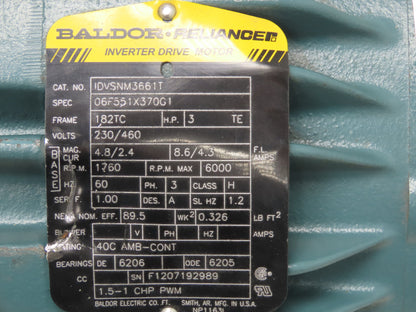 BALDOR · RELIANCE
INVERTER DRIVE MOTOR
CAT. NO. IDVSNM3661T
SPEC 06F551X370G1
FRAME 182TC H.P. 3 TE
VOLTS 230/460
MAG. CUR 4.8/2.4 8.6/4.3 F.L. AMPS
BASE R.P.M. 1760 R.P.M. MAX 6000
HZ 60 PH. 3 CLASS H
SER. F. 1.00 DES. A SL HZ 1.2
NEMA NOM. EFF. 89.5 WK² 0.326 LB FT²
BLOWER V PH HZ AMPS
RATING 40C AMB-CONT
BEARINGS DE 6206 ODE 6205
CC SN F1207192989
1.5-1 CHP PWM
BALDOR ELECTRIC CO. FT. SMITH, AR. MFG. IN U.S.A.